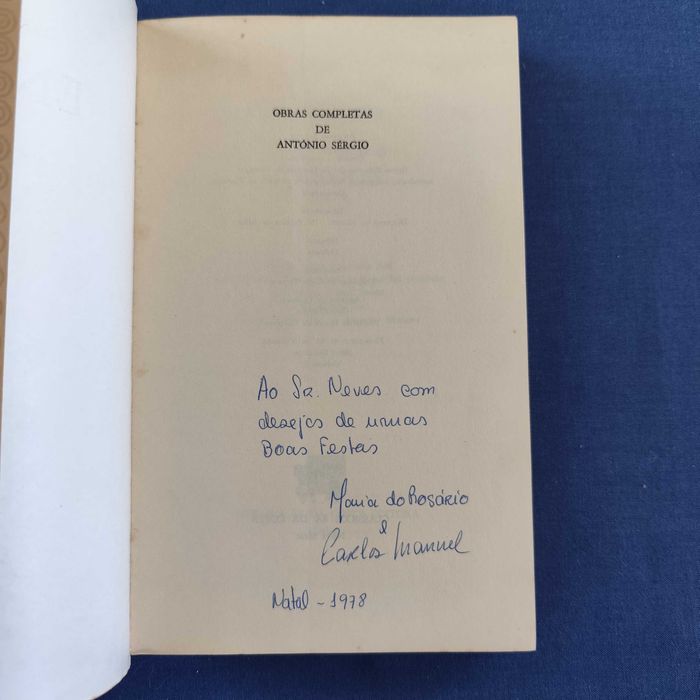 OBRAS COMPLETAS
DE
ANTÓNIO SÉRGIO
Ao Sr. Neves com
desejos de umas
Boas Festas
Maria do Rosário
e
Carlos Manuel
Natal - 1978